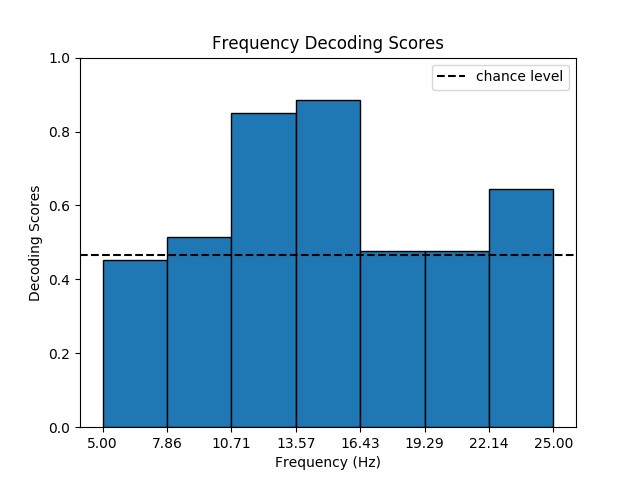 Frequency Decoding Scores
chance level
1.0
0.8
0.6
0.4
0.2
0.0
Decoding Scores
5.00 7.86 10.71 13.57 16.43 19.29 22.14 25.00
Frequency (Hz)